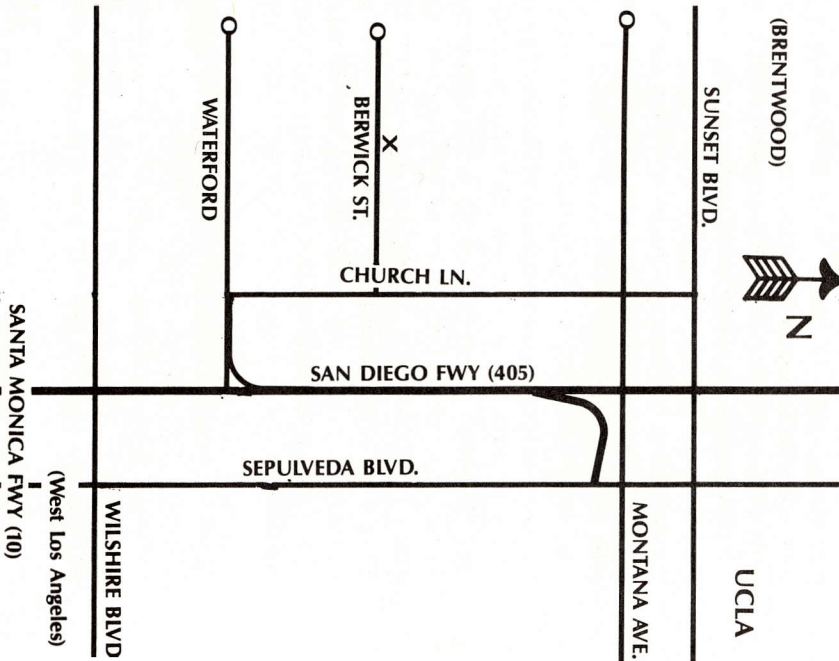 (BRENTWOOD)
SUNSET BLVD.
N
WATERFORD
BERWICK ST.
X
CHURCH LN.
SAN DIEGO FWY (405)
SEPULVEDA BLVD.
SANTA MONICA FWY (10)
(West Los Angeles)
WILSHIRE BLVD
MONTANA AVE.
UCLA